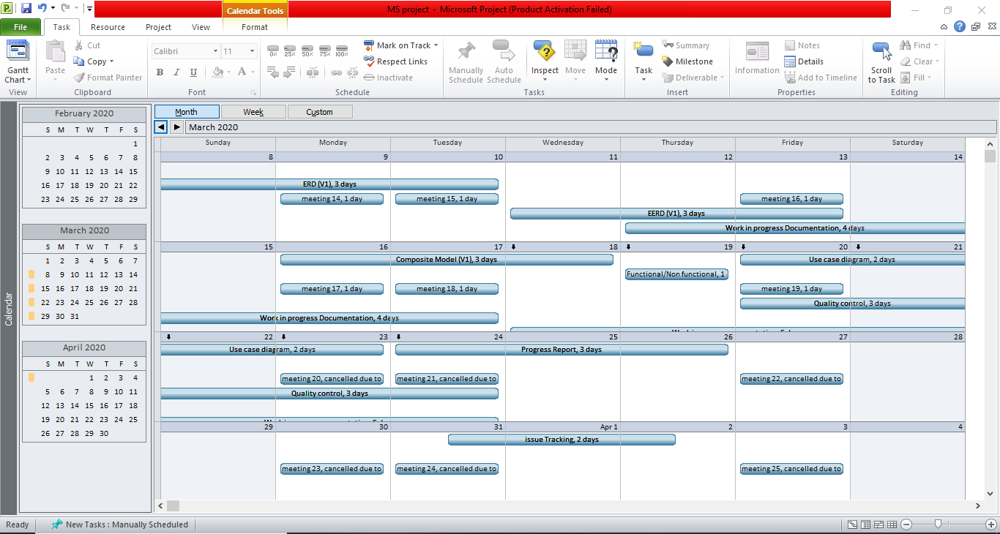 MS project - Microsoft Project (Product Activation Failed)
Calendar Tools
File Task Resource Project View Format
Gantt Chart
View
Paste
Cut
Copy
Format Painter
Clipboard
Calibri 11
B I U A
Font
0% 25% 50% 75% 100%
Mark on Track
Respect Links
Inactivate
Schedule
Manually Schedule
Auto Schedule
Inspect Move Mode
Tasks
Task
Summary
Milestone
Deliverable
Insert
Information
Notes
Details
Add to Timeline
Properties
Scroll to Task
Find
Clear
Fill
Editing
Calendar
February 2020
S M T W T F S
1
2 3 4 5 6 7 8
9 10 11 12 13 14 15
16 17 18 19 20 21 22
23 24 25 26 27 28 29
March 2020
S M T W T F S
1 2 3 4 5 6 7
8 9 10 11 12 13 14
15 16 17 18 19 20 21
22 23 24 25 26 27 28
29 30 31
April 2020
S M T W T F S
1 2 3 4
5 6 7 8 9 10 11
12 13 14 15 16 17 18
19 20 21 22 23 24 25
26 27 28 29 30
Month Week Custom
March 2020
Sunday Monday Tuesday Wednesday Thursday Friday Saturday
8 9 10 11 12 13 14
ERD (V1), 3 days
meeting 14, 1 day meeting 15, 1 day meeting 16, 1 day
EERD (V1), 3 days
Work in progress Documentation, 4 days
15 16 17 18 19 20 21
Composite Model (V1), 3 days Use case diagram, 2 days
Functional/Non functional, 1
meeting 17, 1 day meeting 18, 1 day meeting 19, 1 day
Quality control, 3 days
Work in progress Documentation, 4 days
22 23 24 25 26 27 28
Use case diagram, 2 days Progress Report, 3 days
meeting 20, cancelled due to meeting 21, cancelled due to meeting 22, cancelled due to
Quality control, 3 days
29 30 31 Apr 1 2 3 4
issue Tracking, 2 days
meeting 23, cancelled due to meeting 24, cancelled due to meeting 25, cancelled due to
Ready New Tasks : Manually Scheduled